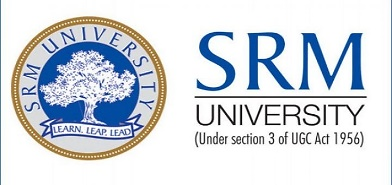 SRM UNIVERSITY
LEARN. LEAP. LEAD
SRM
UNIVERSITY
(Under section 3 of UGC Act 1956)